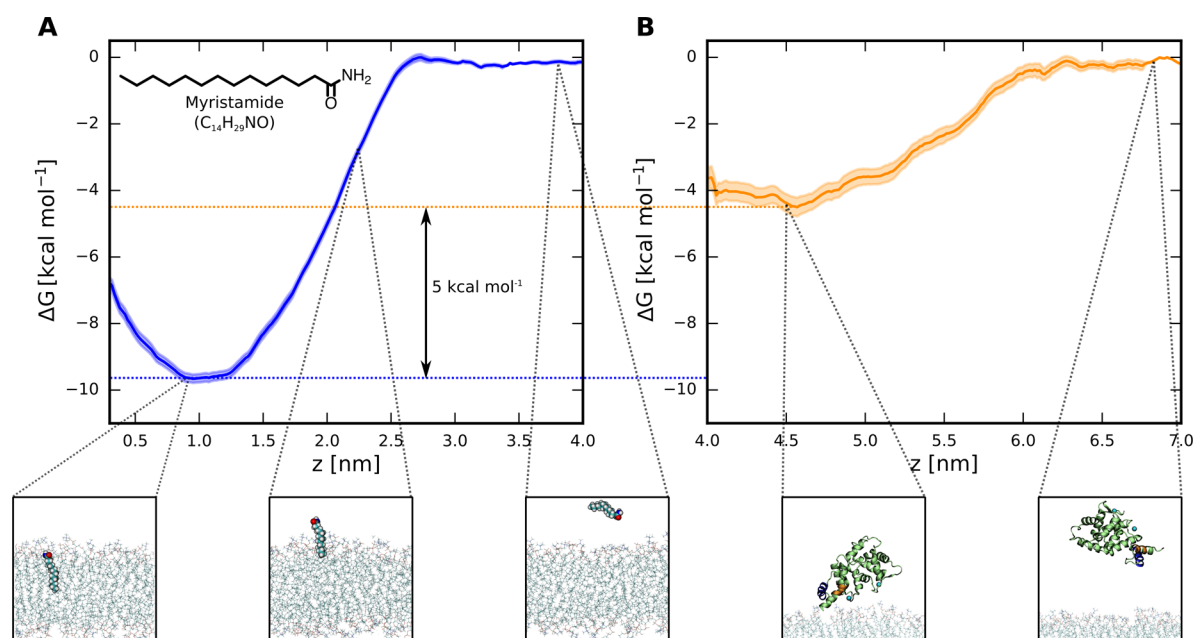 A
B
0
−2
−4
−6
−8
−10
ΔG [kcal mol⁻¹]
NH₂
O
Myristamide
(C₁₄H₂₉NO)
5 kcal mol⁻¹
0.5 1.0 1.5 2.0 2.5 3.0 3.5 4.0
z [nm]
0
−2
−4
−6
−8
−10
ΔG [kcal mol⁻¹]
4.0 4.5 5.0 5.5 6.0 6.5 7.0
z [nm]